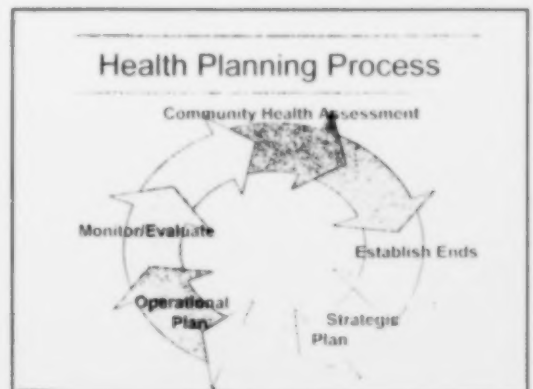 Health Planning Process
Community Health Assessment
Establish Ends
Strategic
Plan
Operational
Plan
Monitor/Evaluate